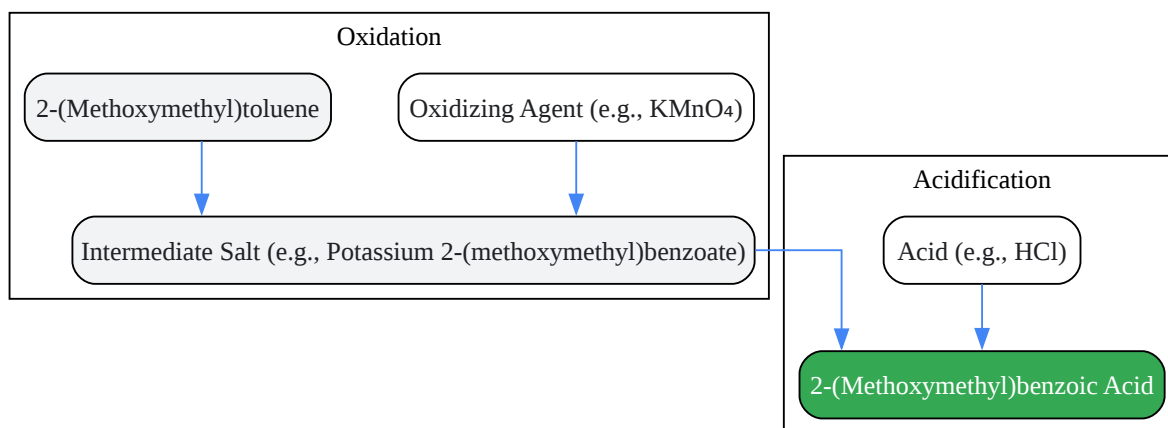 Oxidation
2-(Methoxymethyl)toluene
Oxidizing Agent (e.g., KMnO₄)
Intermediate Salt (e.g., Potassium 2-(methoxymethyl)benzoate)
Acidification
Acid (e.g., HCl)
2-(Methoxymethyl)benzoic Acid